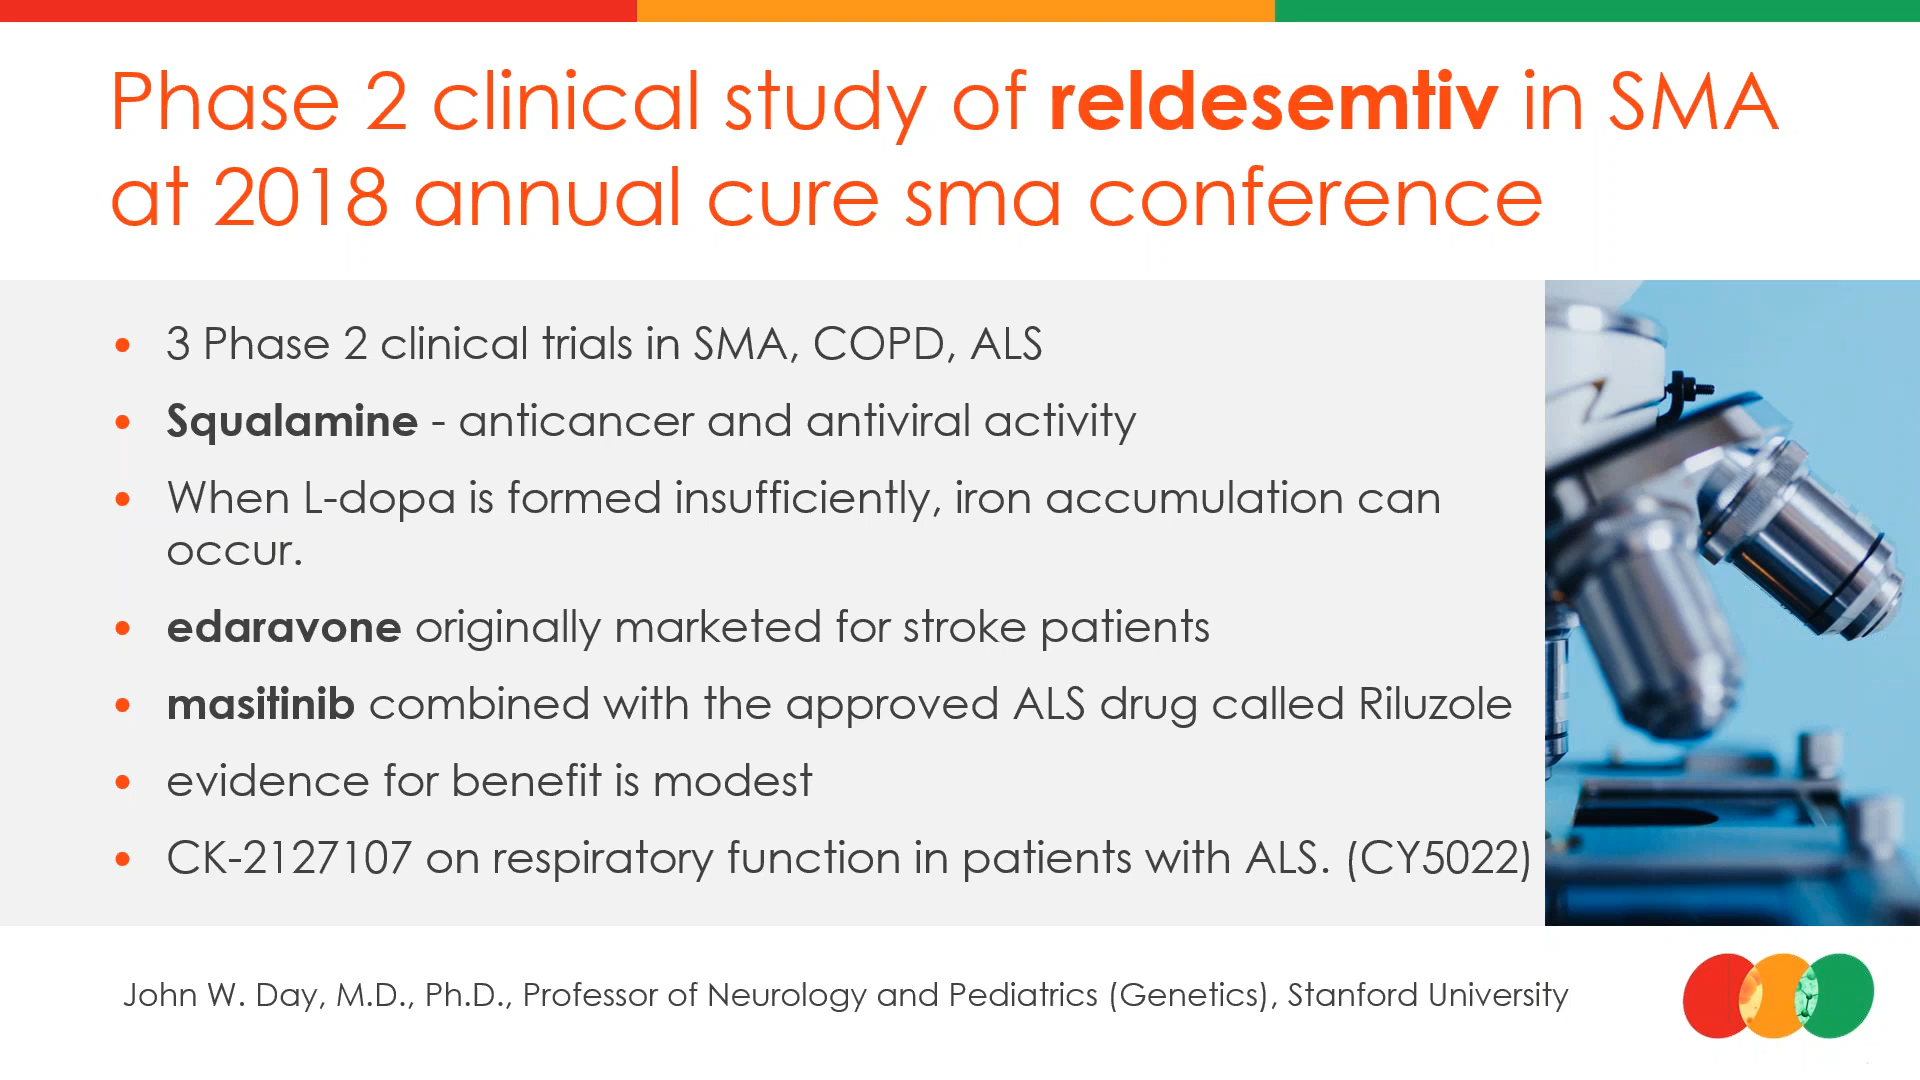 Phase 2 clinical study of reldesemtiv in SMA
at 2018 annual cure sma conference
• 3 Phase 2 clinical trials in SMA, COPD, ALS
• Squalamine - anticancer and antiviral activity
• When L-dopa is formed insufficiently, iron accumulation can
occur.
• edaravone originally marketed for stroke patients
• masitinib combined with the approved ALS drug called Riluzole
• evidence for benefit is modest
• CK-2127107 on respiratory function in patients with ALS. (CY5022)
John W. Day, M.D., Ph.D., Professor of Neurology and Pediatrics (Genetics), Stanford University